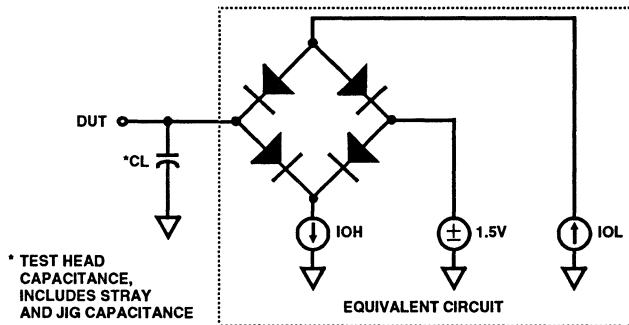 DUT
*CL
IOH
±
1.5V
IOL
* TEST HEAD
CAPACITANCE,
INCLUDES STRAY
AND JIG CAPACITANCE
EQUIVALENT CIRCUIT